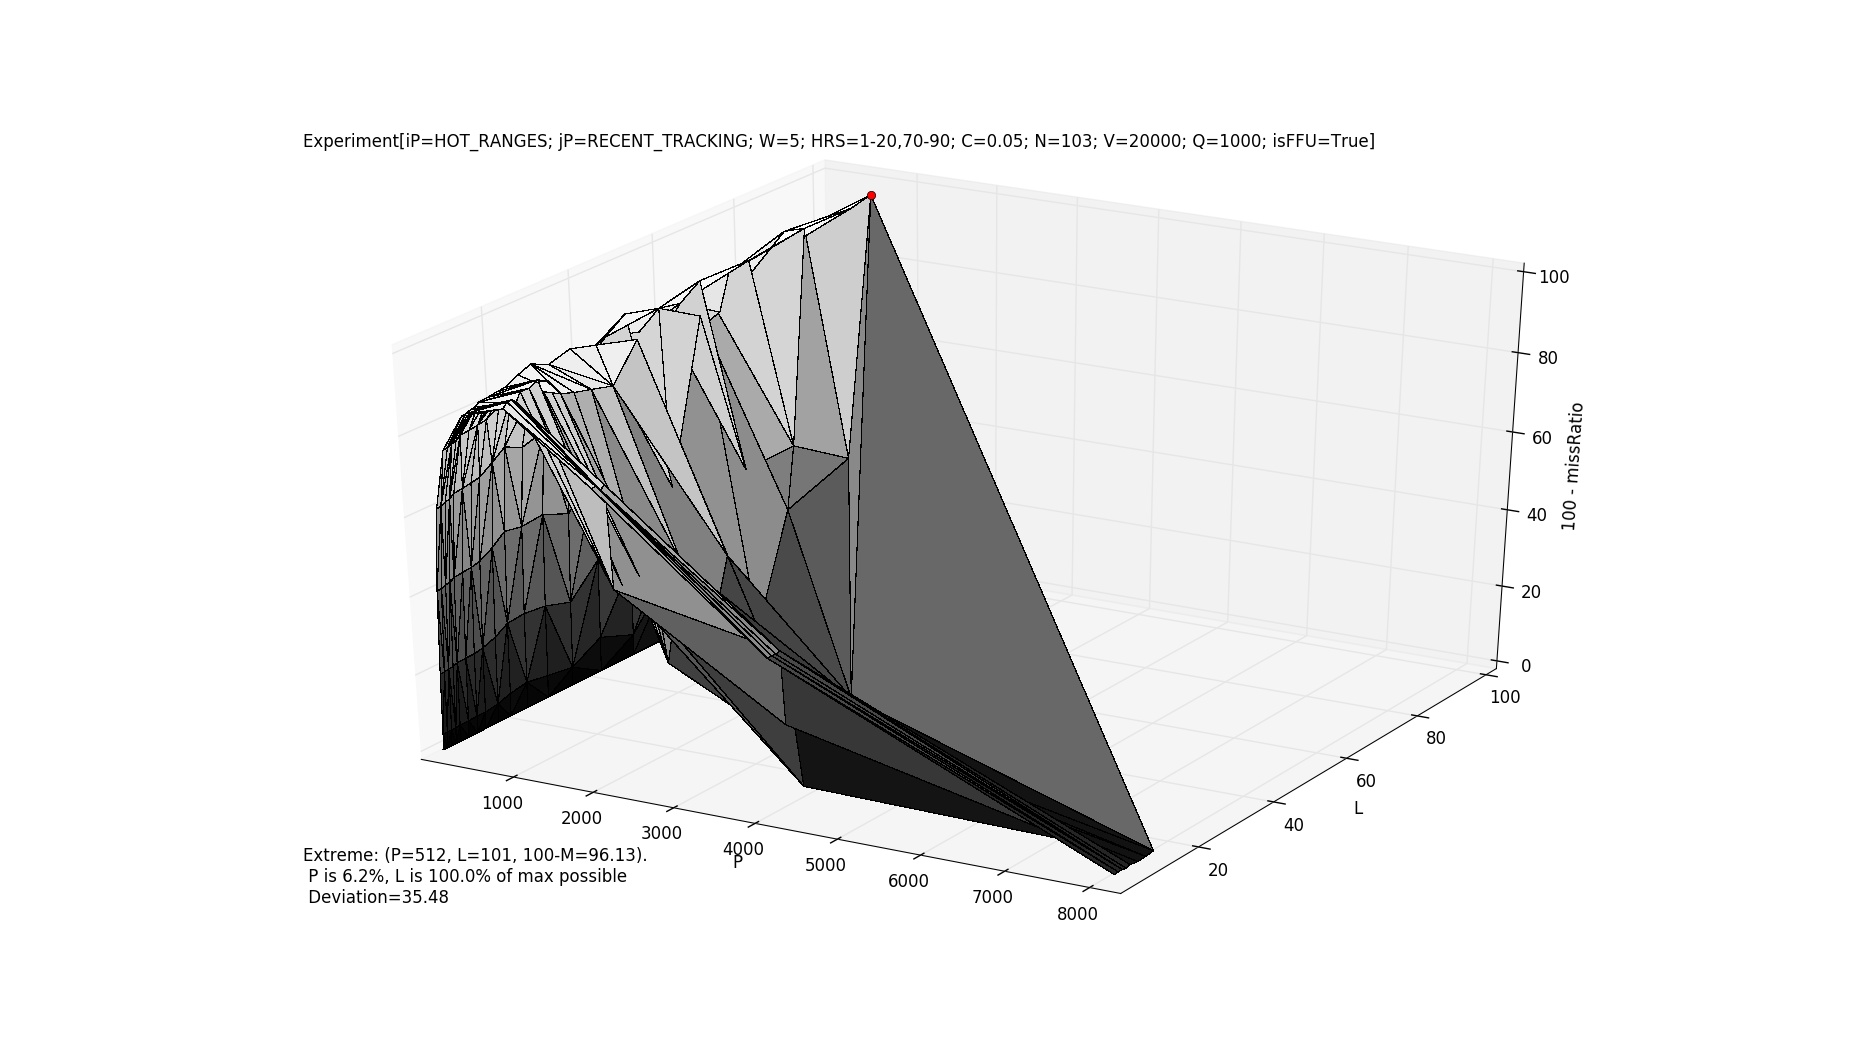 Experiment[iP=HOT_RANGES; jP=RECENT_TRACKING; W=5; HRS=1-20,70-90; C=0.05; N=103; V=20000; Q=1000; isFFU=True]
100
80
60
40
20
0
100 - missRatio
100
80
60
40
20
L
1000
2000
3000
4000
5000
6000
7000
8000
P
Extreme: (P=512, L=101, 100-M=96.13).
P is 6.2%, L is 100.0% of max possible
Deviation=35.48